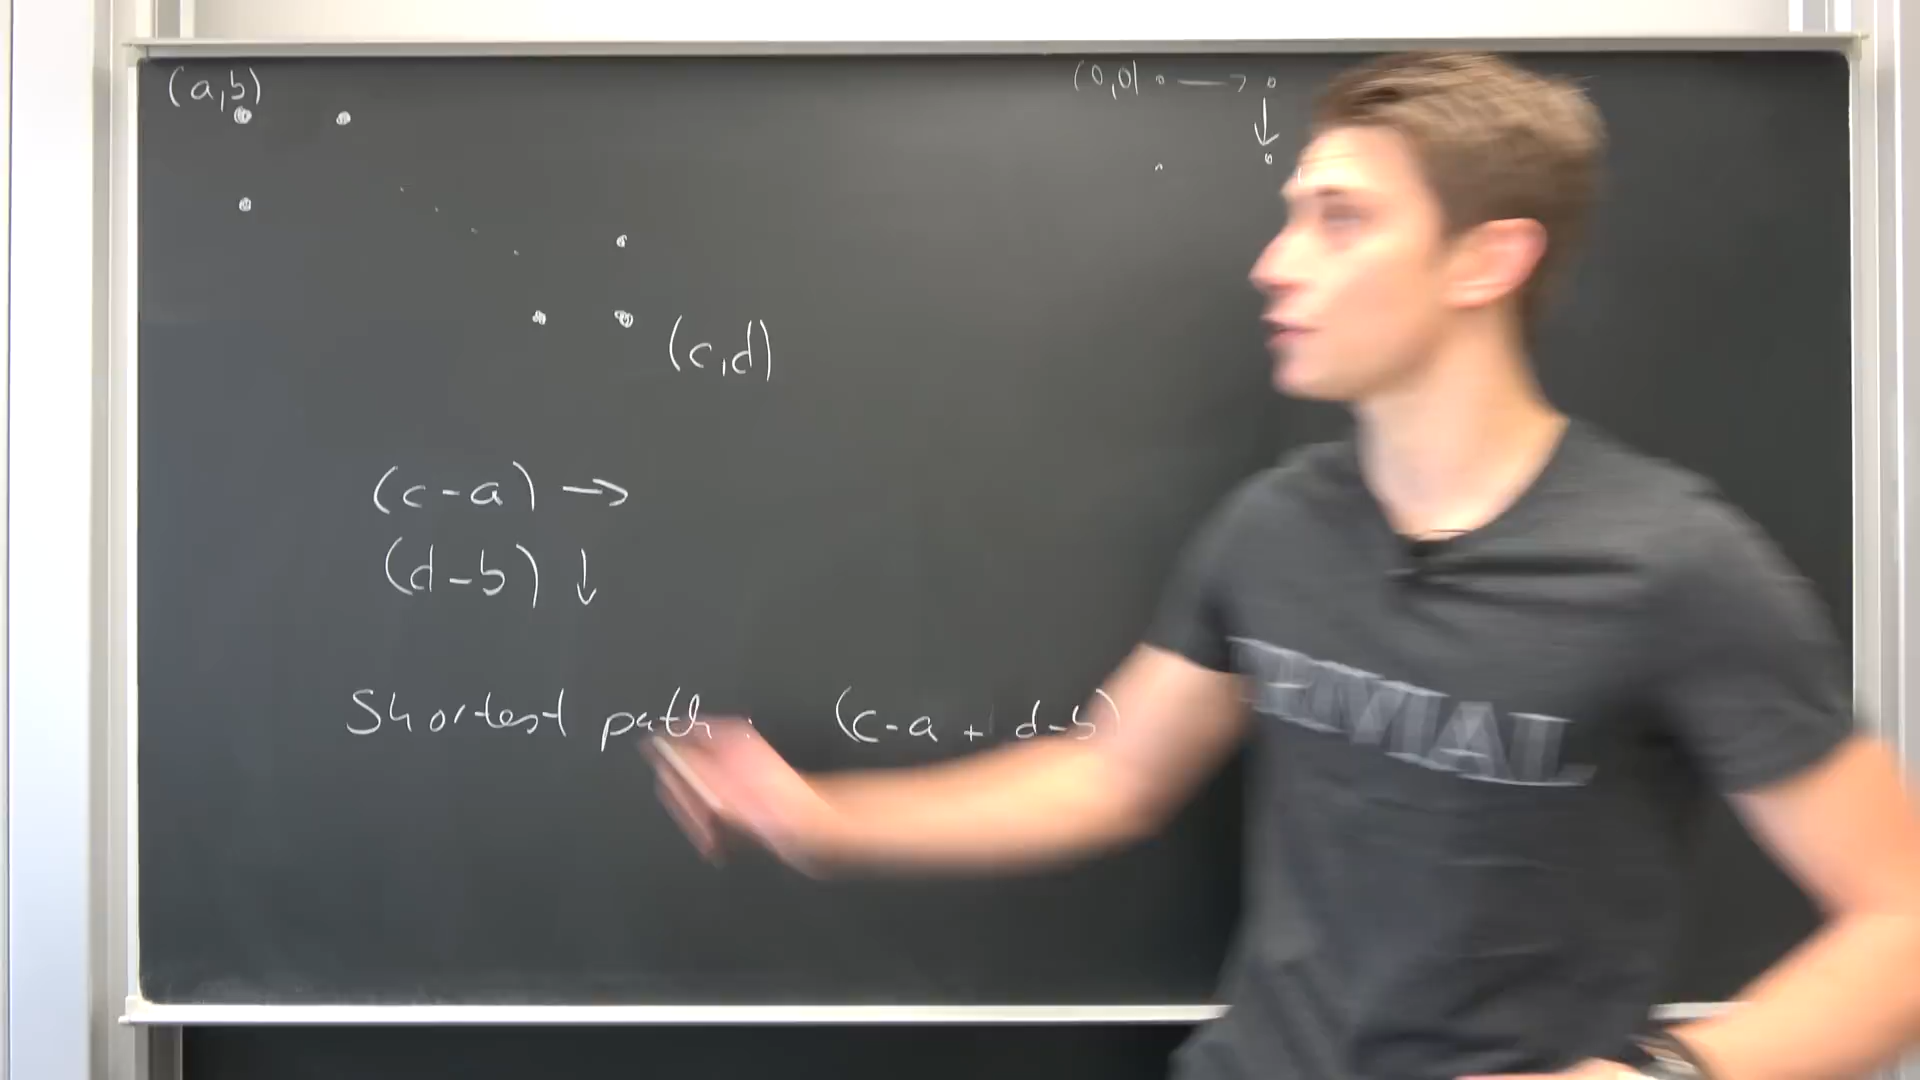 (a,b)
(0,0) →
↓
(c,d)
(c-a) →
(d-b) ↓
Shortest path: (c-a + d-b)